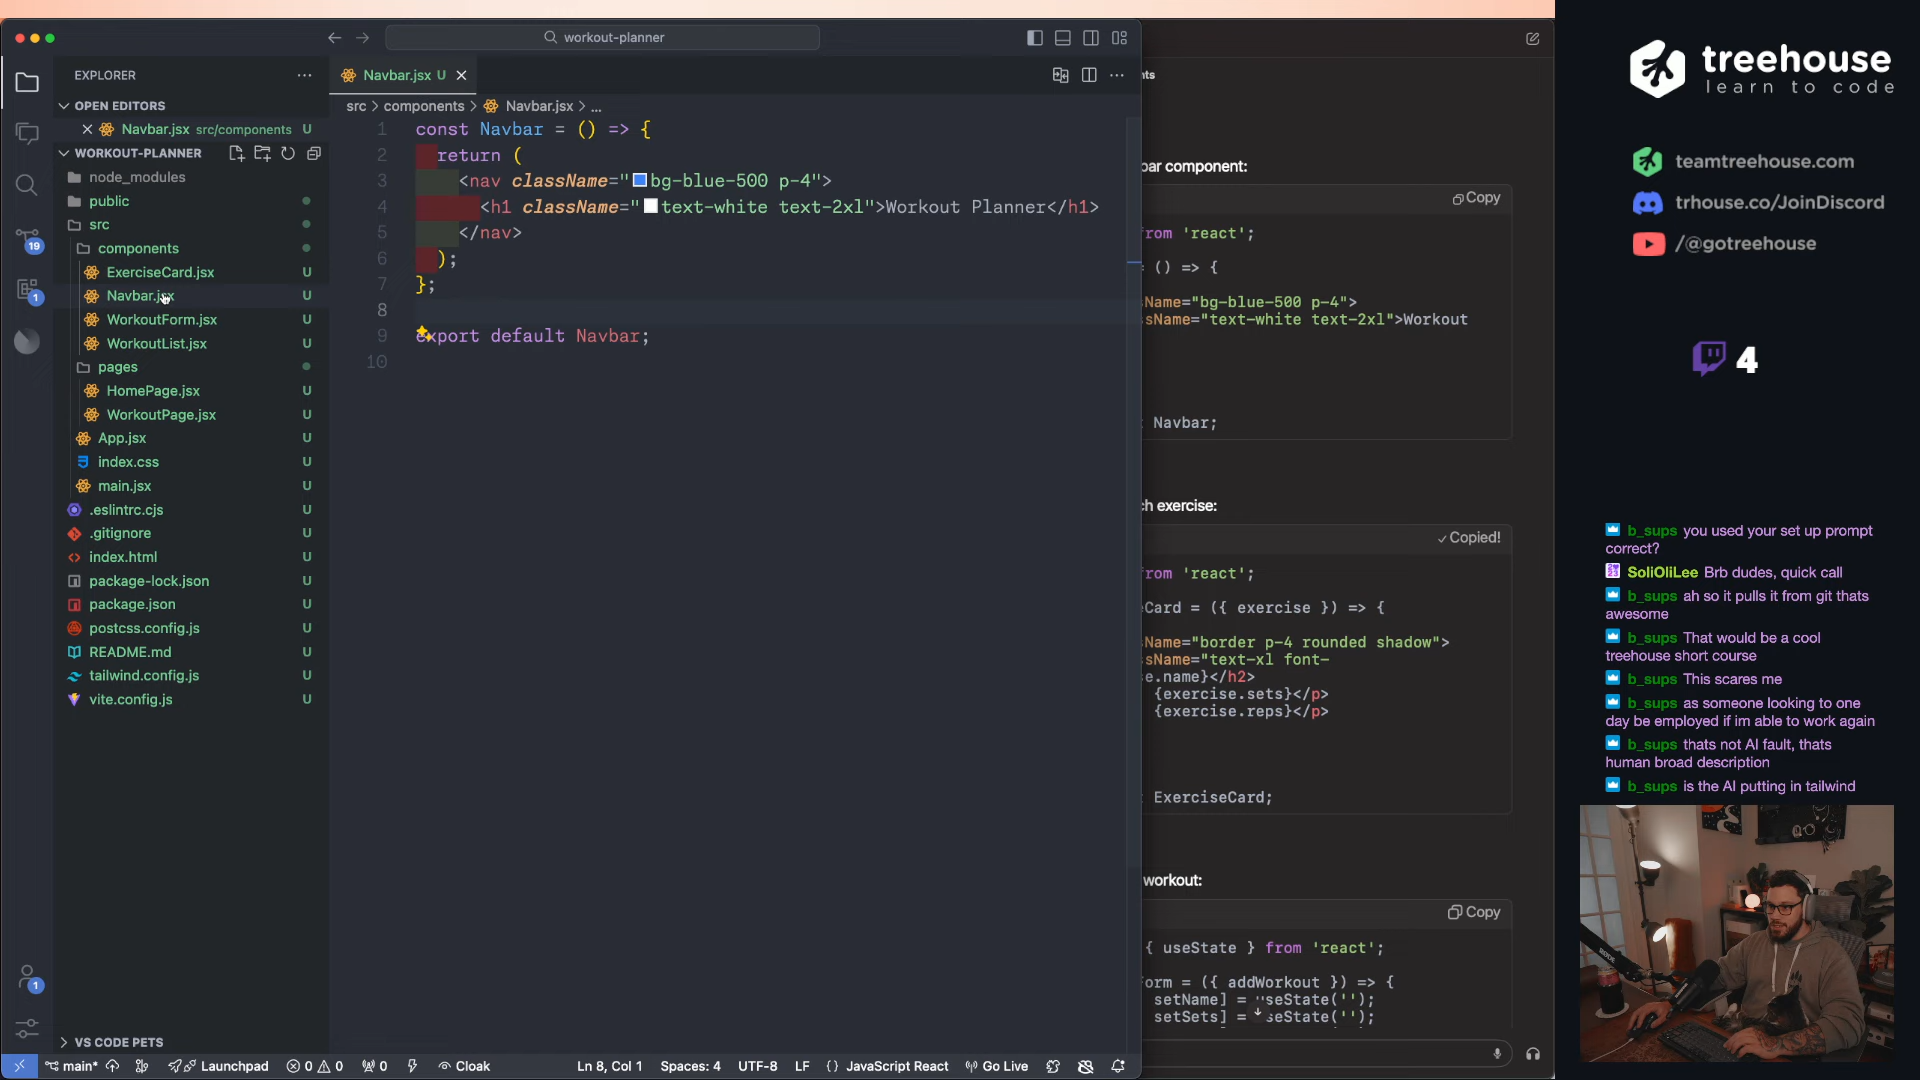 workout-planner
EXPLORER
OPEN EDITORS
Navbar.jsx src/components U
WORKOUT-PLANNER
node_modules
public
src
components
ExerciseCard.jsx U
Navbar.jsx U
WorkoutForm.jsx U
WorkoutList.jsx U
pages
HomePage.jsx U
WorkoutPage.jsx U
App.jsx U
index.css U
main.jsx U
.eslintrc.cjs U
.gitignore U
index.html U
package-lock.json U
package.json U
postcss.config.js U
README.md U
tailwind.config.js U
vite.config.js U
VS CODE PETS
19
1
1
Navbar.jsx U
src > components > Navbar.jsx > ...
1 const Navbar = () => {
2 return (
3 <nav className="bg-blue-500 p-4">
4 <h1 className="text-white text-2xl">Workout Planner</h1>
5 </nav>
6 );
7 };
8
9 export default Navbar;
10
main* Launchpad 0 0 0 Cloak Ln 8, Col 1 Spaces: 4 UTF-8 LF {} JavaScript React Go Live
nts
bar component:
Copy
rom 'react';
= () => {
Name="bg-blue-500 p-4">
sName="text-white text-2xl">Workout
t Navbar;
ch exercise:
Copied!
rom 'react';
eCard = ({ exercise }) => {
sName="border p-4 rounded shadow">
ssName="text-xl font-
se.name}</h2>
{exercise.sets}</p>
{exercise.reps}</p>
t ExerciseCard;
workout:
Copy
{ useState } from 'react';
orm = ({ addWorkout }) => {
setName] = useState('');
setSets] = useState('');
treehouse
learn to code
teamtreehouse.com
trhouse.co/JoinDiscord
/@gotreehouse
4
b_sups you used your set up prompt
correct?
SoliOliLee Brb dudes, quick call
b_sups ah so it pulls it from git thats
awesome
b_sups That would be a cool
treehouse short course
b_sups This scares me
b_sups as someone looking to one
day be employed if im able to work again
b_sups thats not AI fault, thats
human broad description
b_sups is the AI putting in tailwind